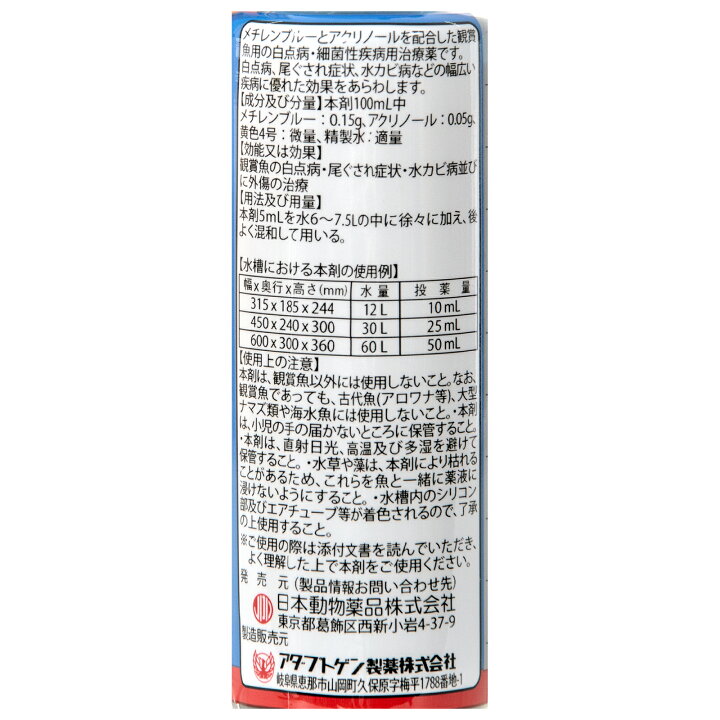 メチレンブルーとアクリノールを配合した観賞
魚用の白点病・細菌性疾病用治療薬です。
白点病、尾ぐされ症状、水カビ病などの幅広い
疾病に優れた効果をあらわします。
【成分及び分量】本剤100mL中
メチレンブルー：0.15g、アクリノール：0.05g、
黄色4号：微量、精製水：適量
【効能又は効果】
観賞魚の白点病・尾ぐされ症状・水カビ病並び
に外傷の治療
【用法及び用量】
本剤5mLを水6〜7.5Lの中に徐々に加え、後
よく混和して用いる。
【水槽における本剤の使用例】
幅x奥行x高さ(mm) 水量 投薬量
315 x 185 x 244 12 L 10 mL
450 x 240 x 300 30 L 25 mL
600 x 300 x 360 60 L 50 mL
【使用上の注意】
本剤は、観賞魚以外には使用しないこと。なお、
観賞魚であっても、古代魚(アロワナ等)、大型
ナマズ類や海水魚には使用しないこと。・本剤
は、小児の手の届かないところに保管すること。
・本剤は、直射日光、高温及び多湿を避けて
保管すること。・水草や藻は、本剤により枯れる
ことがあるため、これらを魚と一緒に薬液に
浸けないようにすること。・水槽内のシリコン
部及びエアチューブ等が着色されるので、了承
の上使用すること。
※ご使用の際は添付文書を読んでいただき、
よく理解した上で本剤をご使用ください。
発売元(製品情報お問い合わせ先)
日本動物薬品株式会社
東京都葛飾区西新小岩4-37-9
製造販売元
アタ-フトゲン製薬株式会社
岐阜県恵那市山岡町久保原字梅平1788番地-1